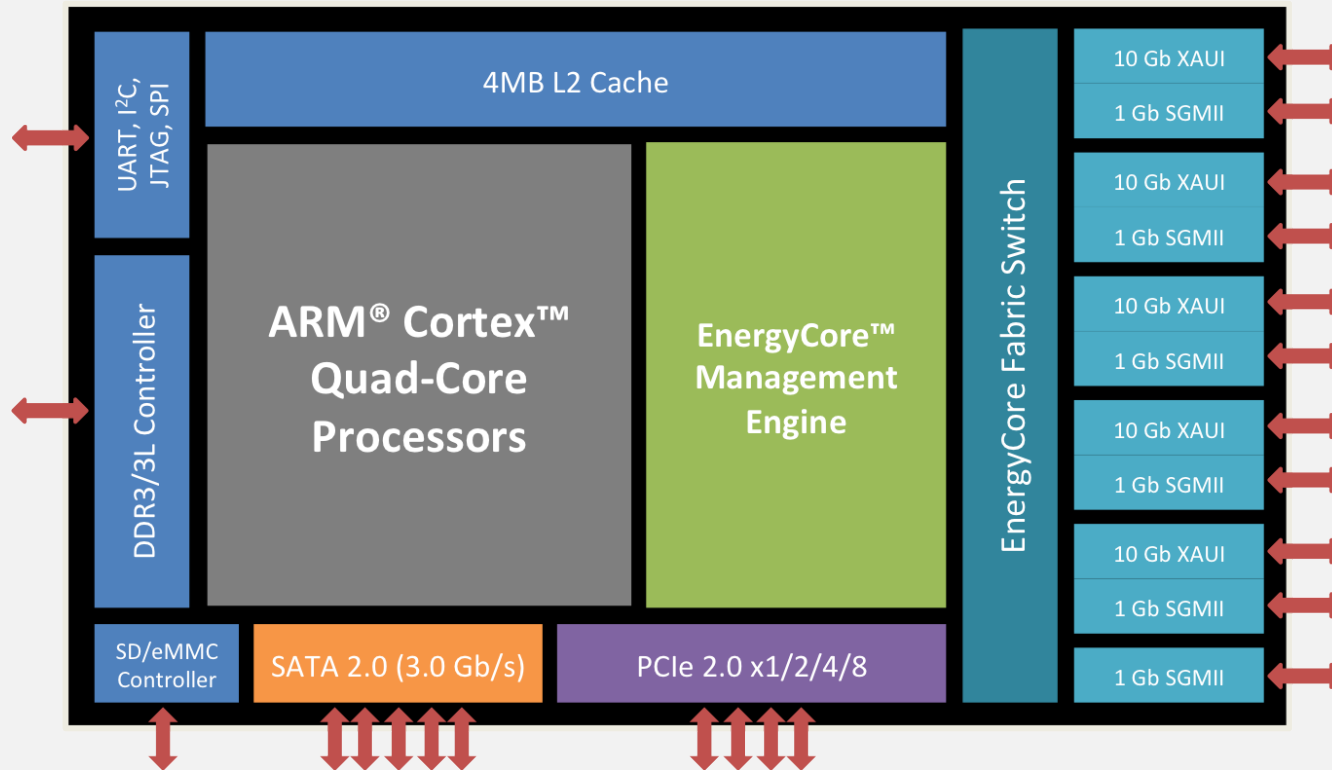 UART, I²C,
JTAG, SPI
4MB L2 Cache
DDR3/3L Controller
ARM® Cortex™
Quad-Core
Processors
EnergyCore™
Management
Engine
SD/eMMC
Controller
SATA 2.0 (3.0 Gb/s)
PCIe 2.0 x1/2/4/8
EnergyCore Fabric Switch
10 Gb XAUI
1 Gb SGMII
10 Gb XAUI
1 Gb SGMII
10 Gb XAUI
1 Gb SGMII
10 Gb XAUI
1 Gb SGMII
10 Gb XAUI
1 Gb SGMII
1 Gb SGMII